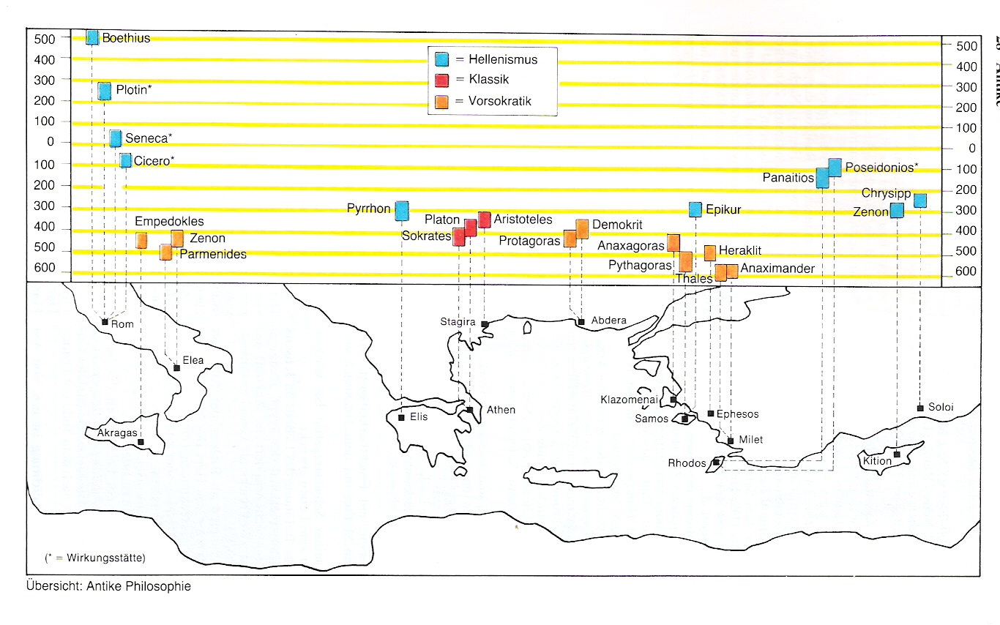 500
400
300
200
100
0
100
200
300
400
500
600
Boethius
Plotin*
Seneca*
Cicero*
= Hellenismus
= Klassik
= Vorsokratik
500
400
300
200
100
0
100
200
300
400
500
600
Panaitios
Poseidonios*
Chrysipp
Zenon
Pyrrhon
Epikur
Empedokles
Zenon
Parmenides
Platon
Aristoteles
Sokrates
Protagoras
Demokrit
Anaxagoras
Heraklit
Pythagoras
Anaximander
Thales
Rom
Stagira
Abdera
Elea
Klazomenai
Athen
Elis
Samos
Ephesos
Soloi
Akragas
Milet
Rhodos
Kition
(* = Wirkungsstätte)
Übersicht: Antike Philosophie